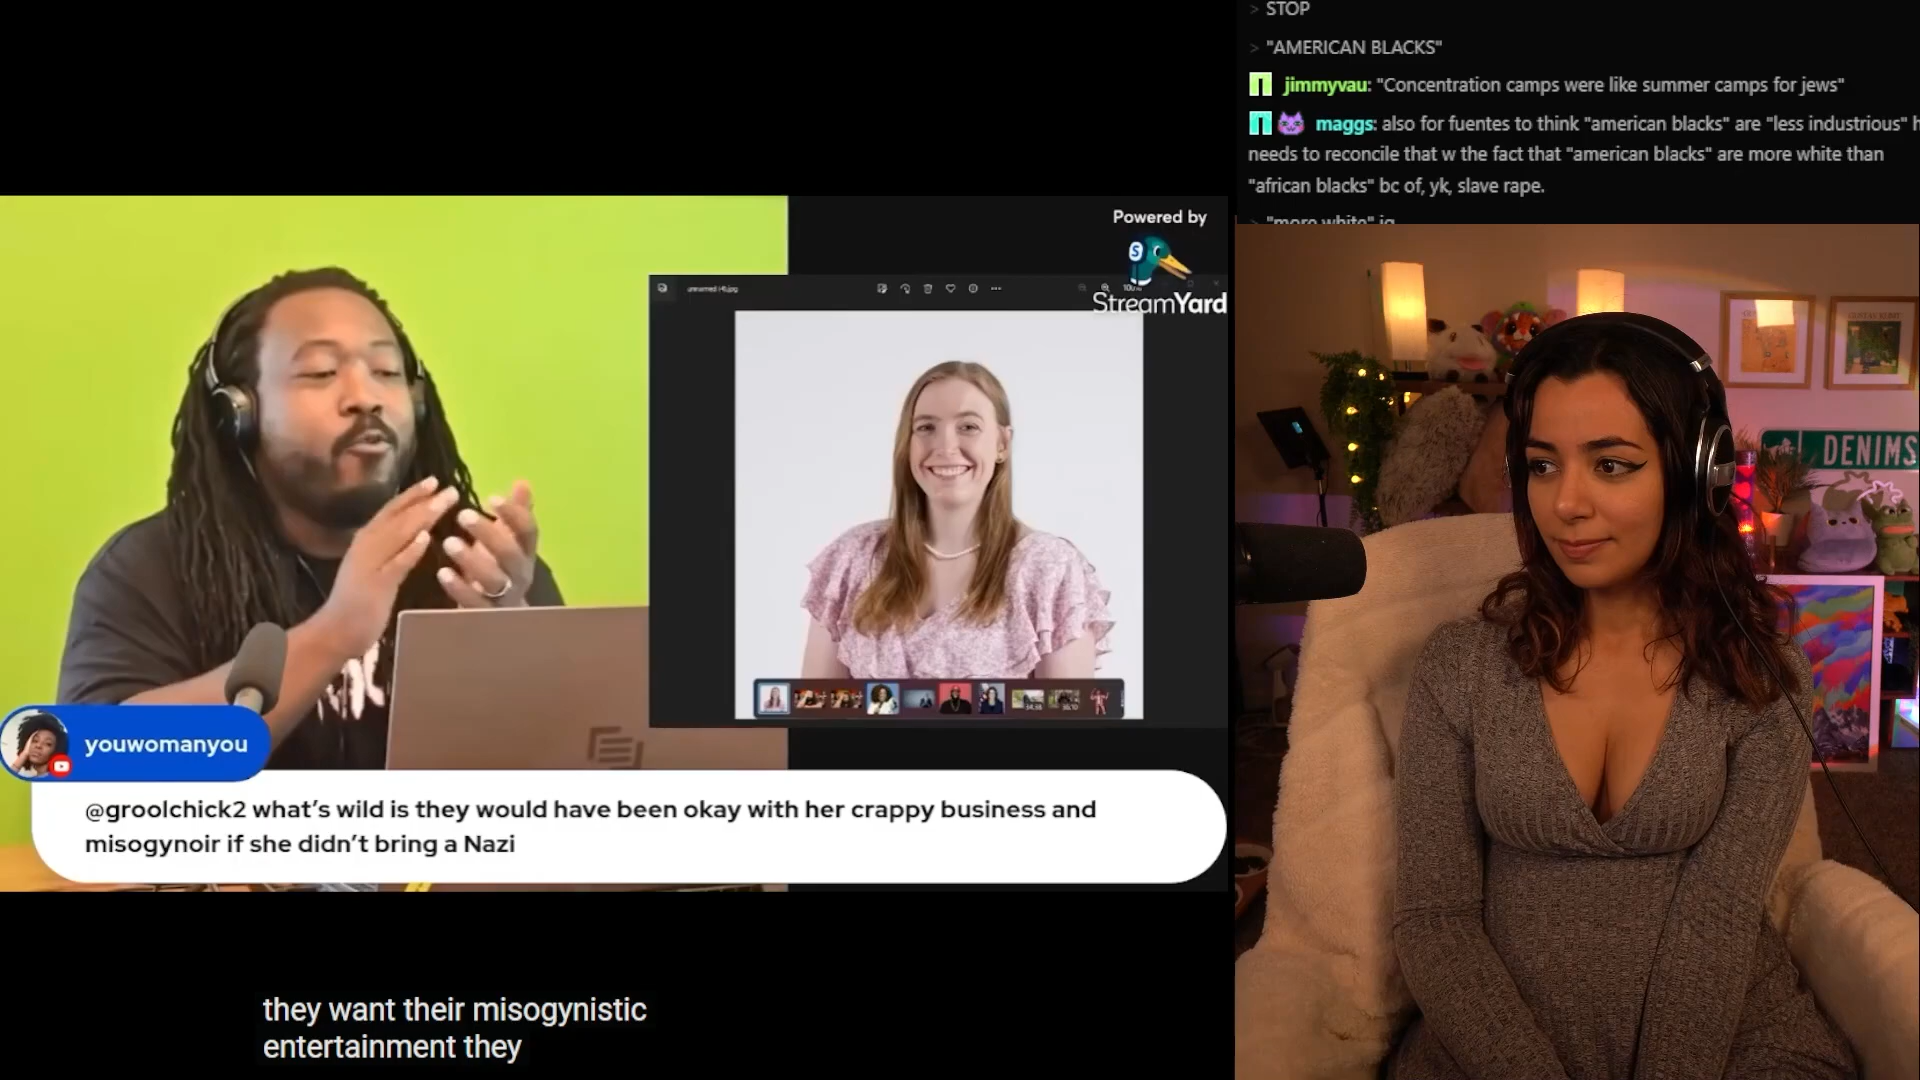 > STOP
> "AMERICAN BLACKS"
jimmyvau: "Concentration camps were like summer camps for jews"
maggs: also for fuentes to think "american blacks" are "less industrious" h
needs to reconcile that w the fact that "american blacks" are more white than
"african blacks" bc of, yk, slave rape.
> "more white" ig
Powered by
StreamYard
DENIMS
youwomanyou
@groolchick2 what's wild is they would have been okay with her crappy business and
misogynoir if she didn't bring a Nazi
they want their misogynistic
entertainment they